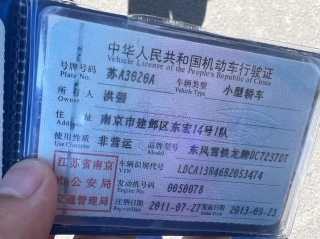 中华人民共和国机动车行驶证
Vehicle License of the People's Republic of China
号牌号码 苏A3020A 车辆类型 小型轿车
Plate No. Vehicle Type
所有人 洪强
Owner
住址 南京市建邺区东宏14号1队
Address
使用性质 非营运 品牌型号 东风雪铁龙牌DC7237DT
Use Character Model
江苏省南京市公安局交通管理局
车辆识别代号 LDCA13R4682053474
VIN
发动机号码 0050078
Engine No.
注册日期 2011-07-27 发证日期 2013-09-23
Register Date Issue Date